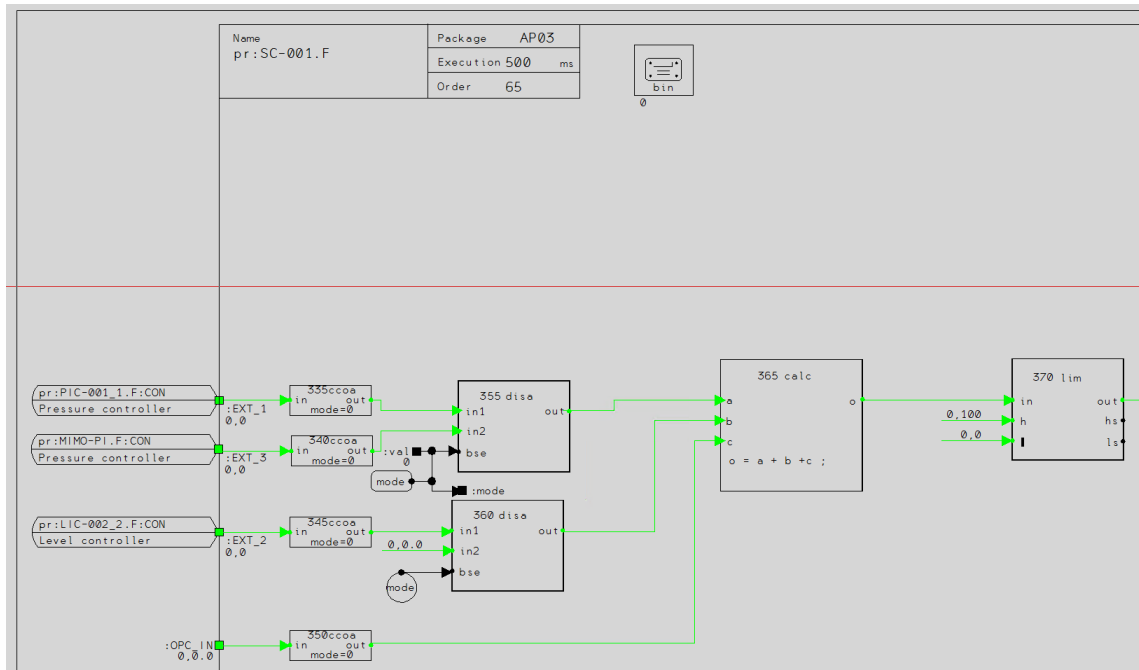 Name
pr:SC-001.F
Package AP03
Execution 500 ms
Order 65
bin
0
pr:PIC-001_1.F:CON
Pressure controller
:EXT_1
0,0
335ccoa
in out
mode=0
355 disa
in1 out
in2
bse
pr:MIMO-PI.F:CON
Pressure controller
:EXT_3
0,0
340ccoa
in out
mode=0
:val
0
mode
:mode
pr:LIC-002_2.F:CON
Level controller
:EXT_2
0,0
345ccoa
in out
mode=0
360 disa
in1 out
0,0.0
in2
bse
mode
:OPC_IN
0,0.0
350ccoa
in out
mode=0
365 calc
a o
b
c
o = a + b +c ;
370 lim
in out
0,100
h hs
0,0
l ls